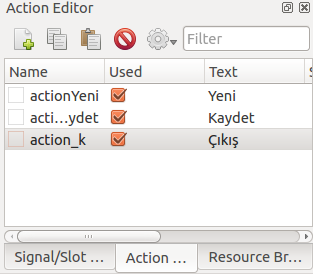 Action Editor
Filter
Name Used Text S
actionYeni Yeni
acti...ydet Kaydet
action_k Çıkış
Signal/Slot ... Action ... Resource Br...